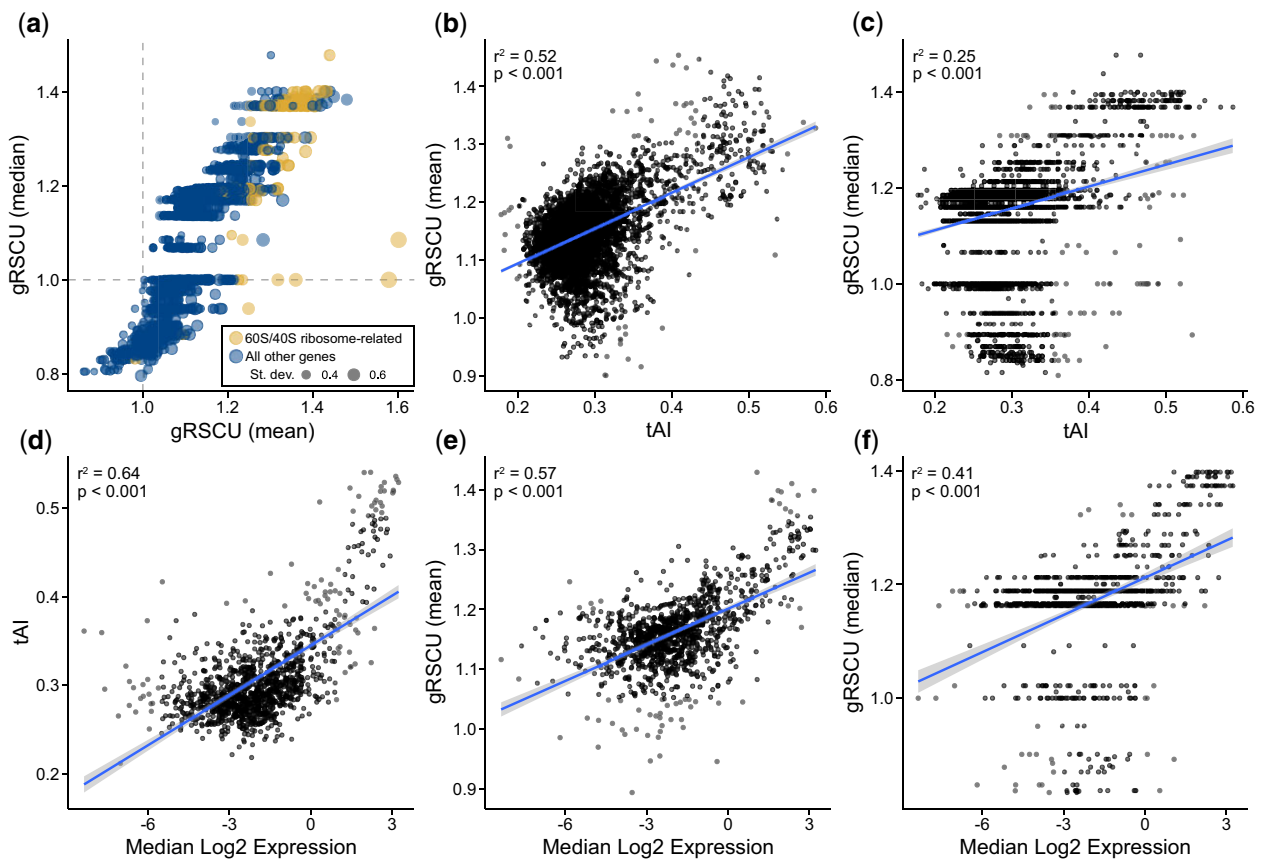 (a)
gRSCU (median)
1.4
1.2
1.0
0.8
60S/40S ribosome-related
All other genes
St. dev. 0.4 0.6
1.0 1.2 1.4 1.6
gRSCU (mean)
(b)
r² = 0.52
p < 0.001
gRSCU (mean)
1.4
1.3
1.2
1.1
1.0
0.9
0.2 0.3 0.4 0.5 0.6
tAI
(c)
r² = 0.25
p < 0.001
gRSCU (median)
1.4
1.2
1.0
0.8
0.2 0.3 0.4 0.5 0.6
tAI
(d)
r² = 0.64
p < 0.001
tAI
0.5
0.4
0.3
0.2
-6 -3 0 3
Median Log2 Expression
(e)
r² = 0.57
p < 0.001
gRSCU (mean)
1.4
1.3
1.2
1.1
1.0
0.9
-6 -3 0 3
Median Log2 Expression
(f)
r² = 0.41
p < 0.001
gRSCU (median)
1.4
1.2
1.0
-6 -3 0 3
Median Log2 Expression